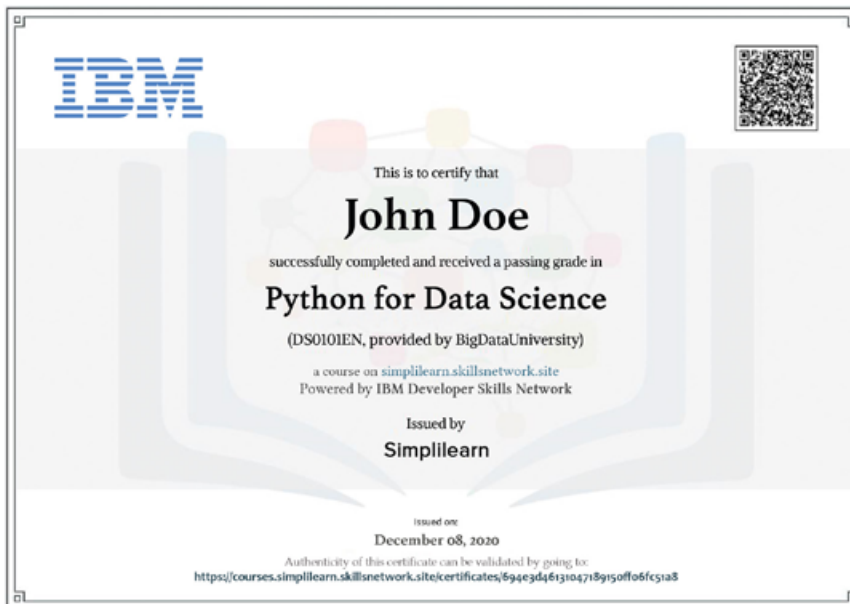 IBM
This is to certify that
John Doe
successfully completed and received a passing grade in
Python for Data Science
(DS0101EN, provided by BigDataUniversity)
a course on simplilearn.skillsnetwork.site
Powered by IBM Developer Skills Network
Issued by
Simplilearn
Issued on:
December 08, 2020
Authenticity of this certificate can be validated by going to:
https://courses.simplilearn.skillsnetwork.site/certificates/694e3d4613104718915​0ff06fc51a8